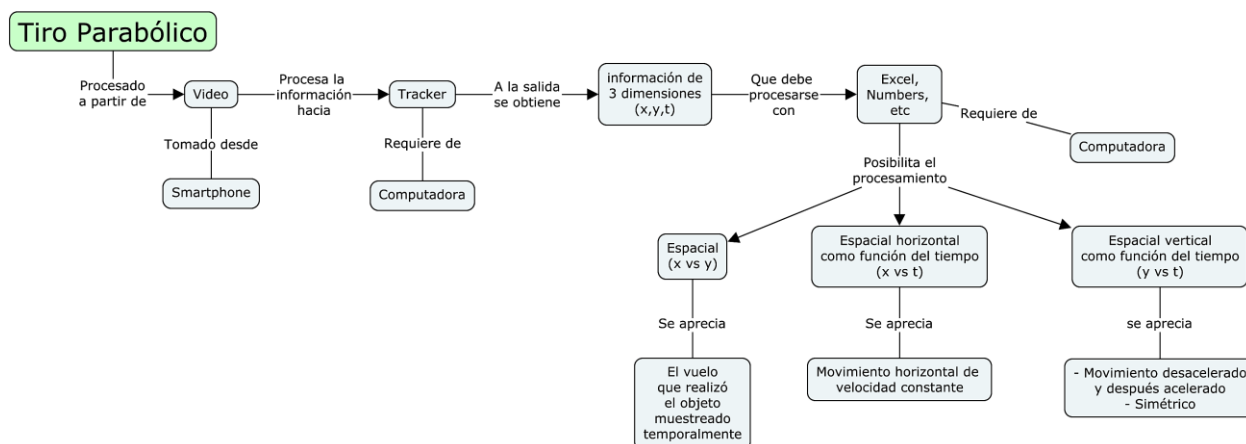 Tiro Parabólico
Procesado
a partir de
Video
Tomado desde
Smartphone
Procesa la
información
hacia
Tracker
Requiere de
Computadora
A la salida
se obtiene
información de
3 dimensiones
(x,y,t)
Que debe
procesarse
con
Excel,
Numbers,
etc
Requiere de
Computadora
Posibilita el
procesamiento
Espacial
(x vs y)
Se aprecia
El vuelo
que realizó
el objeto
muestreado
temporalmente
Espacial horizontal
como función del tiempo
(x vs t)
Se aprecia
Movimiento horizontal de
velocidad constante
Espacial vertical
como función del tiempo
(y vs t)
se aprecia
- Movimiento desacelerado
y después acelerado
- Simétrico